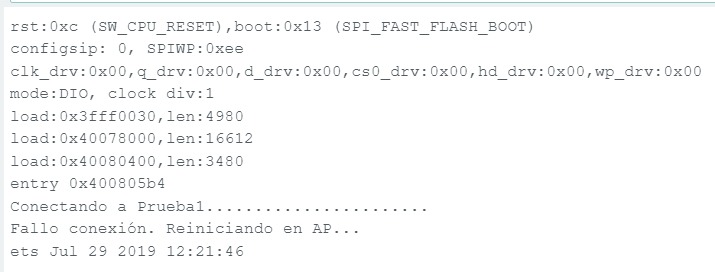 rst:0xc (SW_CPU_RESET),boot:0x13 (SPI_FAST_FLASH_BOOT)
configsip: 0, SPIWP:0xee
clk_drv:0x00,q_drv:0x00,d_drv:0x00,cs0_drv:0x00,hd_drv:0x00,wp_drv:0x00
mode:DIO, clock div:1
load:0x3fff0030,len:4980
load:0x40078000,len:16612
load:0x40080400,len:3480
entry 0x400805b4
Conectando a Prueba1.......................
Fallo conexión. Reiniciando en AP...
ets Jul 29 2019 12:21:46